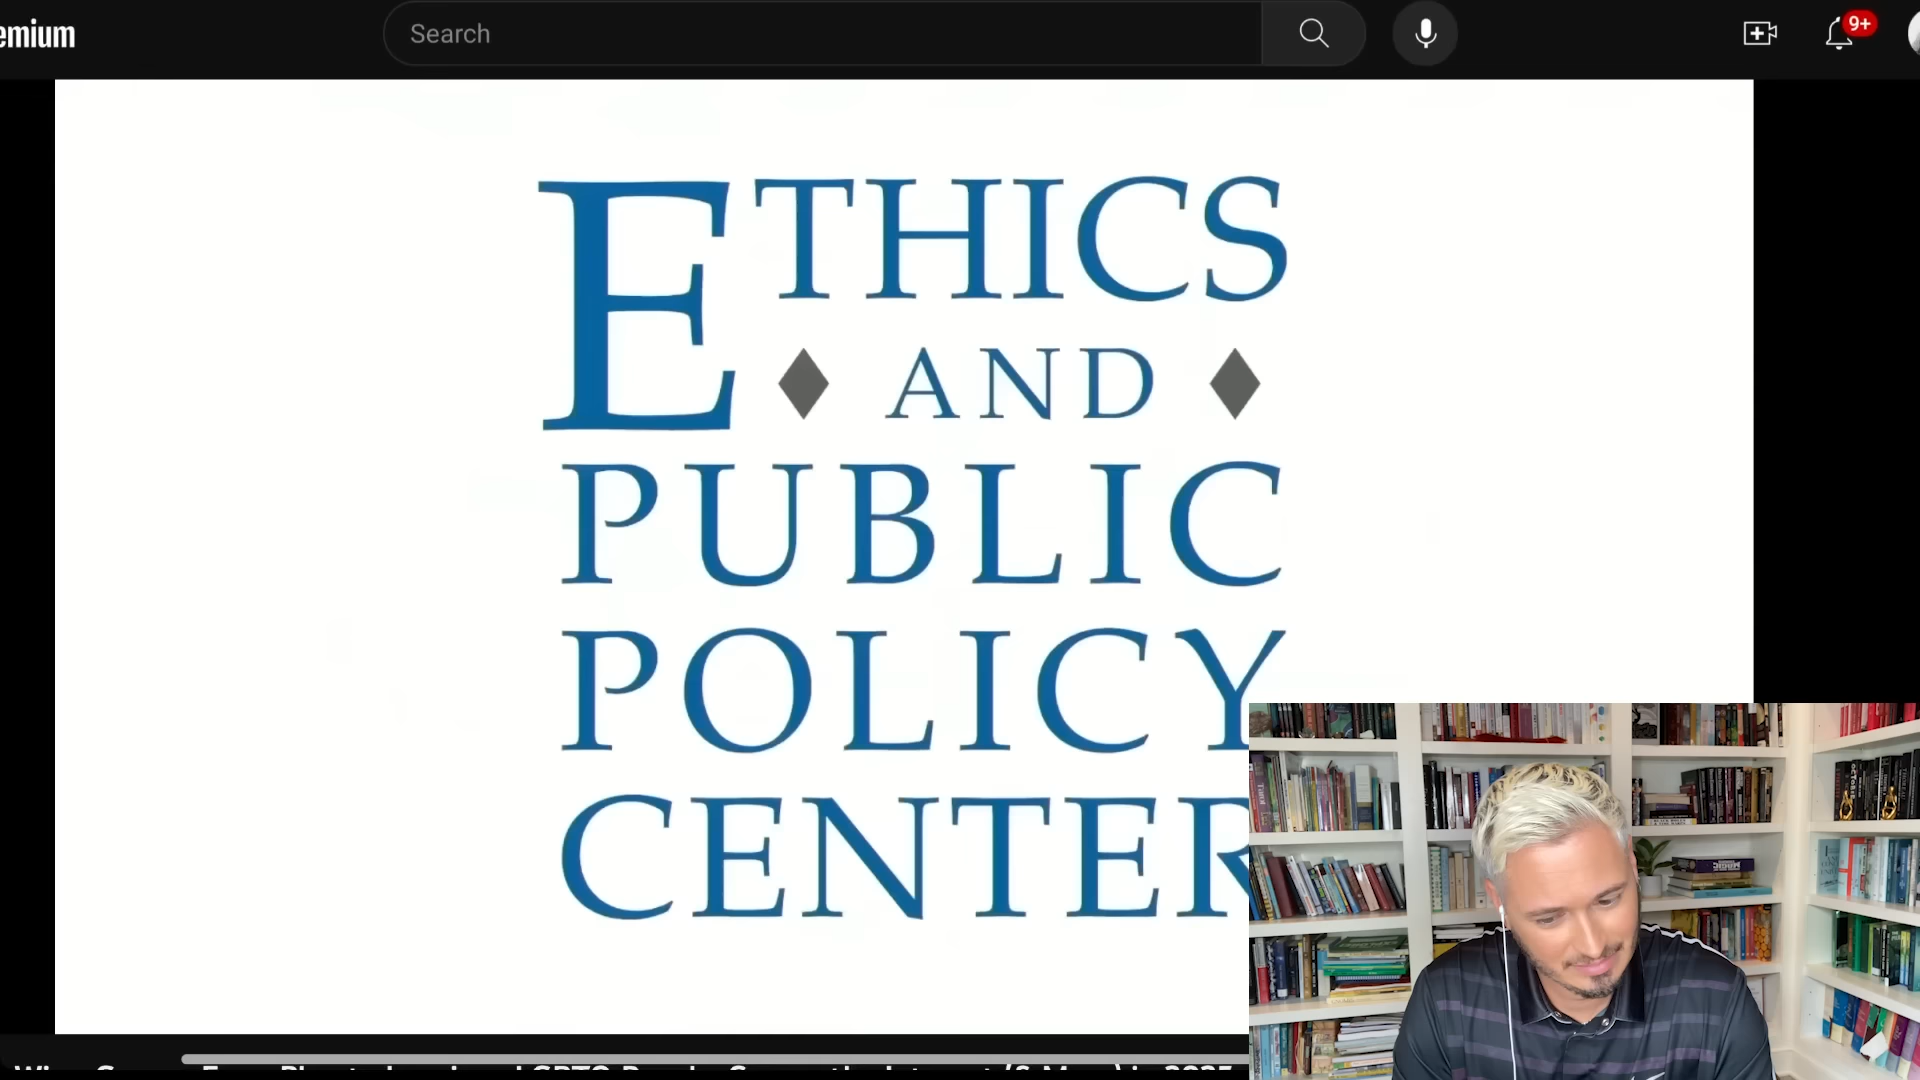 emium
Search
9+
ETHICS
AND
PUBLIC
POLICY
CENTER